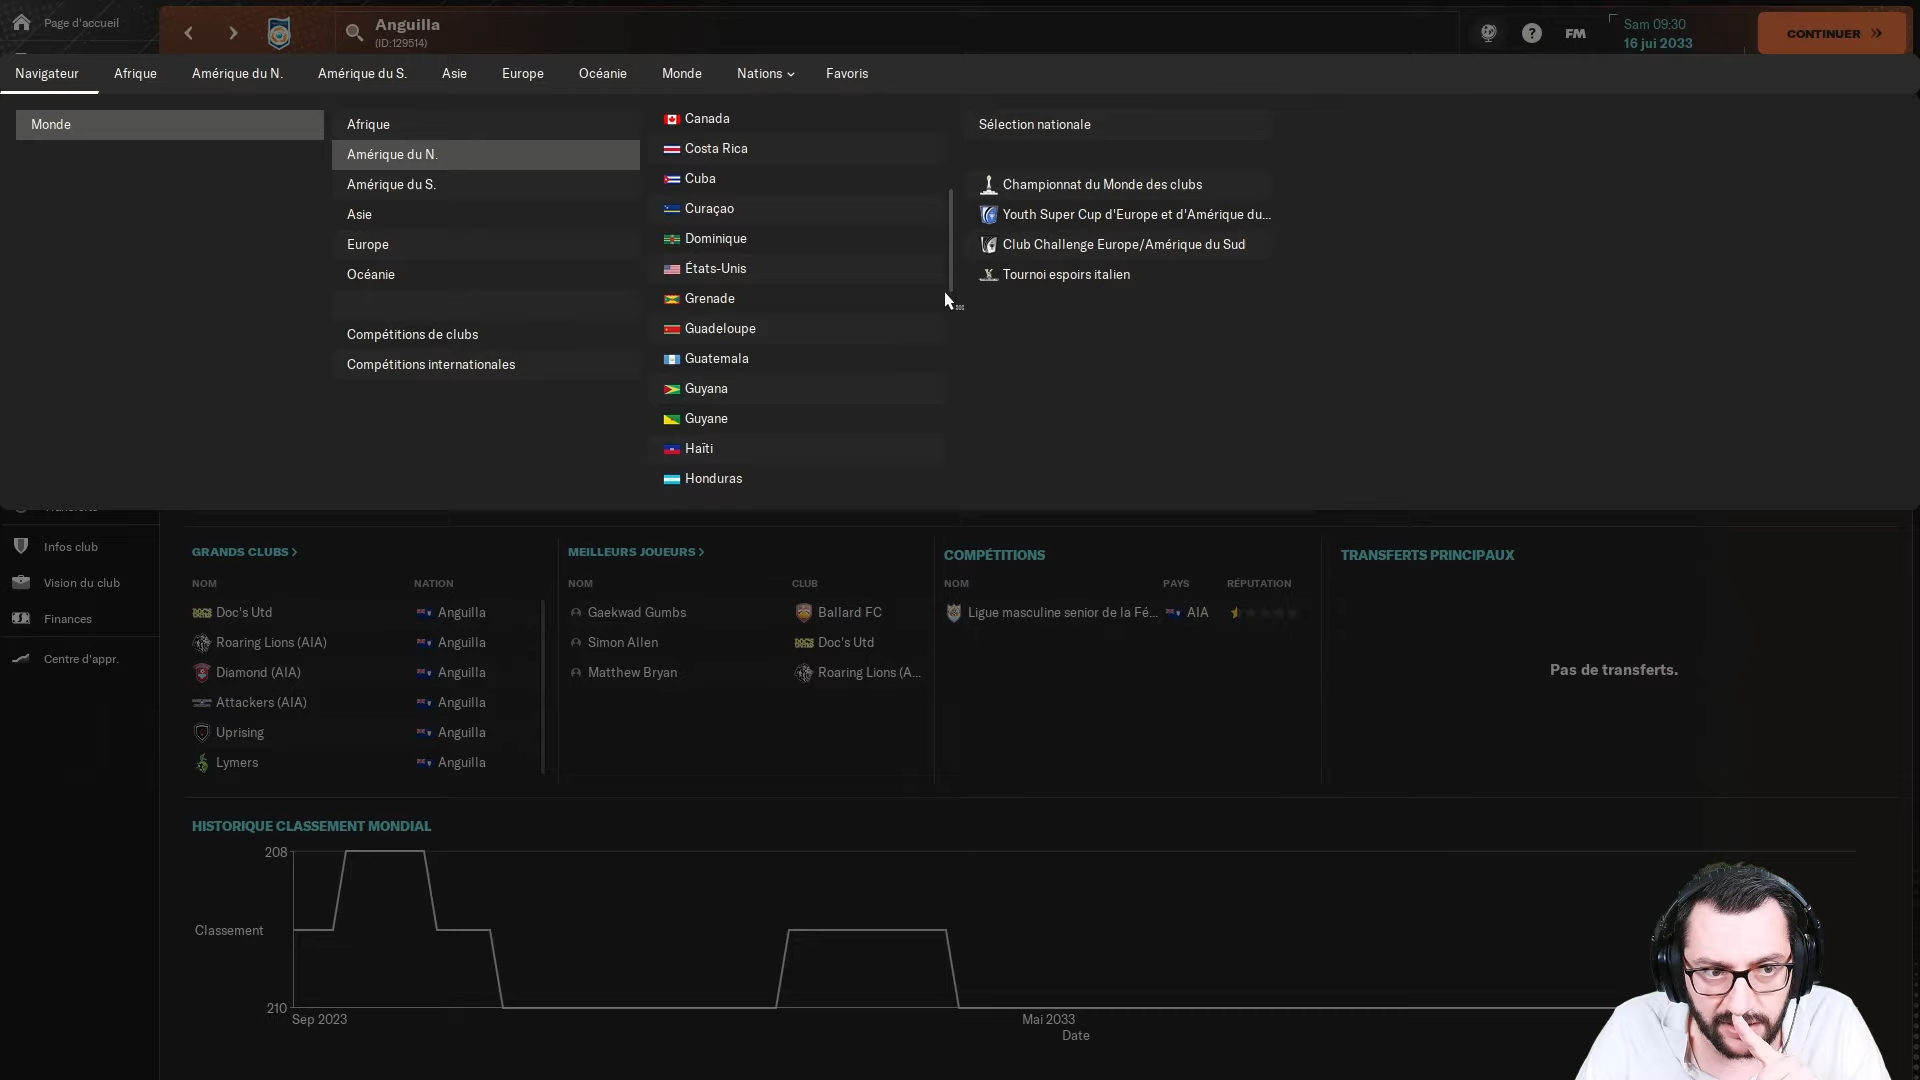 Page d'accueil
Anguilla
(ID:129514)
FM
Sam 09:30
16 jui 2033
CONTINUER
Navigateur
Afrique
Amérique du N.
Amérique du S.
Asie
Europe
Océanie
Monde
Nations
Favoris
Monde
Afrique
Amérique du N.
Amérique du S.
Asie
Europe
Océanie
Compétitions de clubs
Compétitions internationales
Canada
Costa Rica
Cuba
Curaçao
Dominique
États-Unis
Grenade
Guadeloupe
Guatemala
Guyana
Guyane
Haïti
Honduras
Sélection nationale
Championnat du Monde des clubs
Youth Super Cup d'Europe et d'Amérique du...
Club Challenge Europe/Amérique du Sud
Tournoi espoirs italien
Infos club
Vision du club
Finances
Centre d'appr.
GRANDS CLUBS
NOM NATION
Doc's Utd Anguilla
Roaring Lions (AIA) Anguilla
Diamond (AIA) Anguilla
Attackers (AIA) Anguilla
Uprising Anguilla
Lymers Anguilla
MEILLEURS JOUEURS
NOM CLUB
Gaekwad Gumbs Ballard FC
Simon Allen Doc's Utd
Matthew Bryan Roaring Lions (A...
COMPÉTITIONS
NOM PAYS RÉPUTATION
Ligue masculine senior de la Fé... AIA
TRANSFERTS PRINCIPAUX
Pas de transferts.
HISTORIQUE CLASSEMENT MONDIAL
208
Classement
210
Sep 2023
Mai 2033
Date